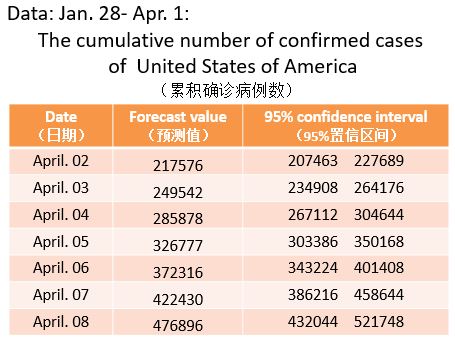 Data: Jan. 28- Apr. 1:
The cumulative number of confirmed cases
of United States of America
（累积确诊病例数）
Date Forecast value 95% confidence interval
（日期） （预测值） （95%置信区间）
April. 02 217576 207463 227689
April. 03 249542 234908 264176
April. 04 285878 267112 304644
April. 05 326777 303386 350168
April. 06 372316 343224 401408
April. 07 422430 386216 458644
April. 08 476896 432044 521748